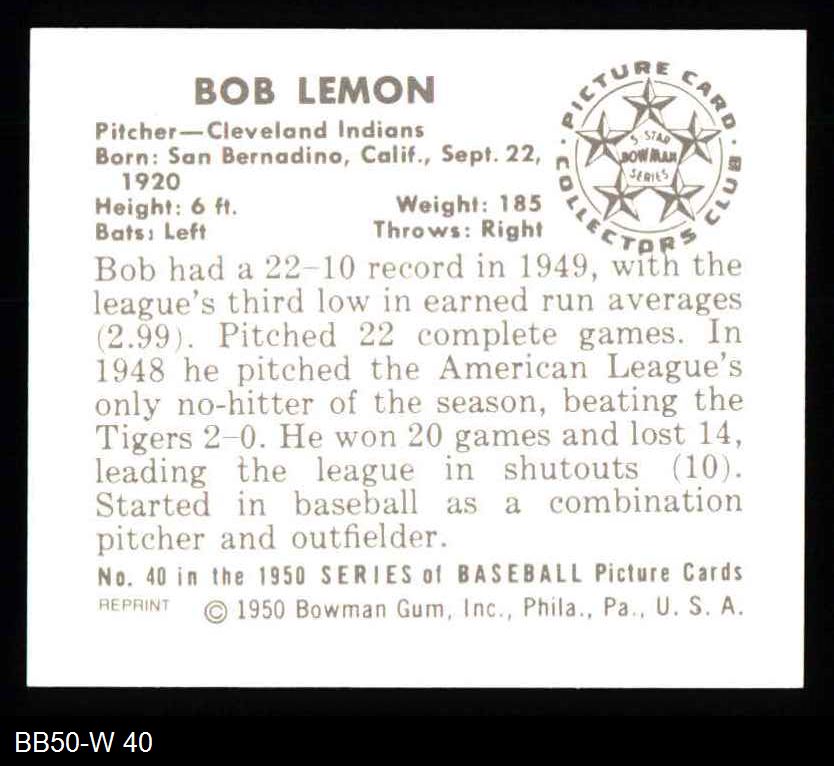 BOB LEMON
Pitcher—Cleveland Indians
Born: San Bernadino, Calif., Sept. 22,
1920
Height: 6 ft. Weight: 185
Bats: Left Throws: Right
PICTURE CARD
COLLECTORS CLUB
5-STAR
BOWMAN
SERIES
Bob had a 22-10 record in 1949, with the
league's third low in earned run averages
(2.99). Pitched 22 complete games. In
1948 he pitched the American League's
only no-hitter of the season, beating the
Tigers 2-0. He won 20 games and lost 14,
leading the league in shutouts (10).
Started in baseball as a combination
pitcher and outfielder.
No. 40 in the 1950 SERIES of BASEBALL Picture Cards
REPRINT © 1950 Bowman Gum, Inc., Phila., Pa., U. S. A.
BB50-W 40